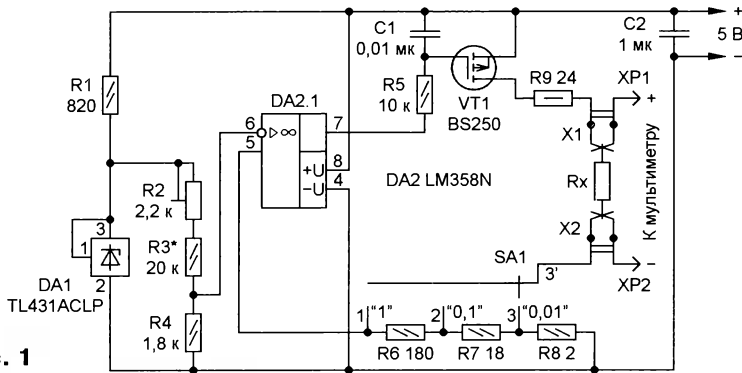 C1
0,01 мк
C2
1 мк
+
5 В
−
R1
820
R5
10 к
VT1
BS250
R9 24
XP1
+
DA2.1
6
5
▷∞
7
+U
8
−U
4
DA2 LM358N
X1
Rx
К мультиметру
X2
−
XP2
R2
2,2 к
R3*
20 к
R4
1,8 к
3
1
2
DA1
TL431ACLP
SA1
3'
1
"1"
2
"0,1"
3
"0,01"
R6 180
R7 18
R8 2
. 1